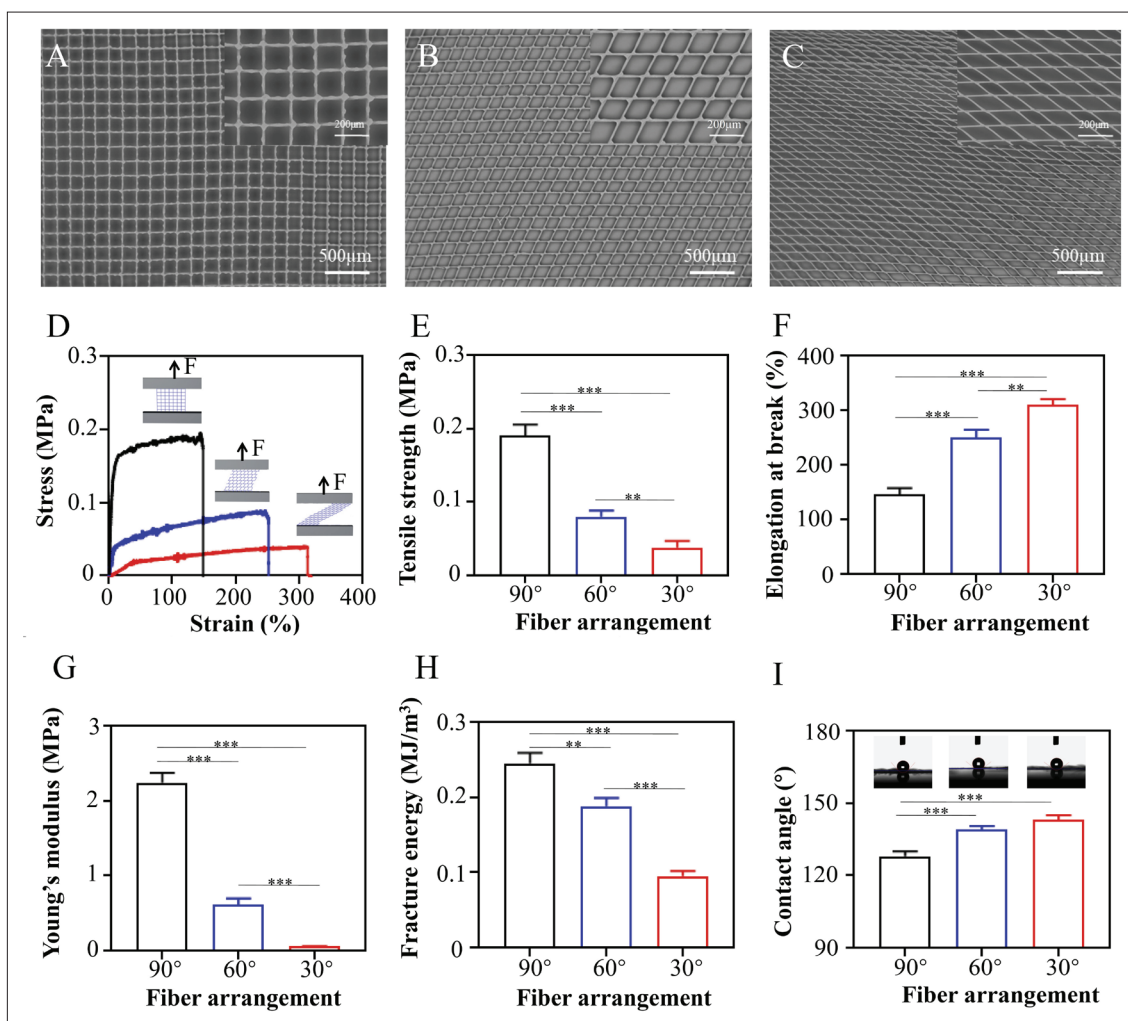 A
200μm
500μm
B
200μm
500μm
C
200μm
500μm
D
Stress (MPa)
0.3
0.2
0.1
0
F
F
F
0 100 200 300 400
Strain (%)
E
Tensile strength (MPa)
0.3
0.2
0.1
0
***
***
**
90° 60° 30°
Fiber arrangement
F
Elongation at break (%)
400
300
200
100
0
***
**
***
90° 60° 30°
Fiber arrangement
G
Young's modulus (MPa)
3
2
1
0
***
***
***
90° 60° 30°
Fiber arrangement
H
Fracture energy (MJ/m³)
0.3
0.2
0.1
0
***
**
***
90° 60° 30°
Fiber arrangement
I
Contact angle (°)
180
150
120
90
***
***
90° 60° 30°
Fiber arrangement